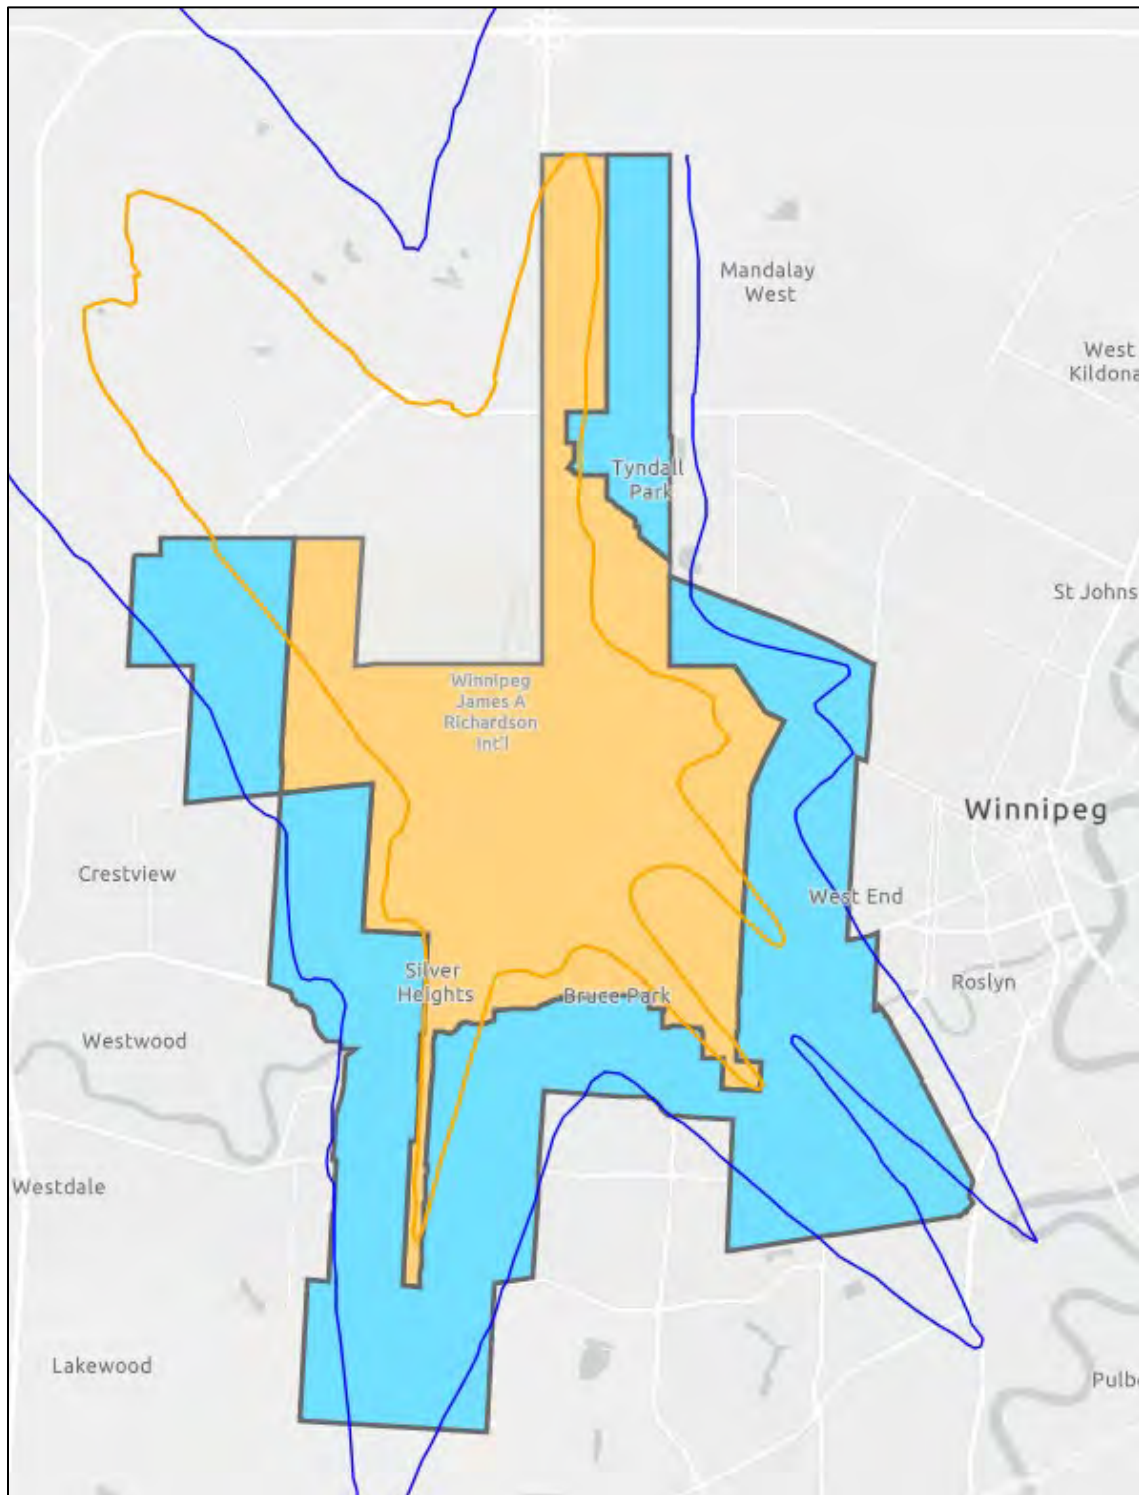 Mandalay
West
West
Kildona
Tyndall
Park
St Johns
Winnipeg
James A
Richardson
Int'l
Winnipeg
Crestview
West End
Silver
Heights
Bruce Park
Roslyn
Westwood
Westdale
Lakewood
Pulbe